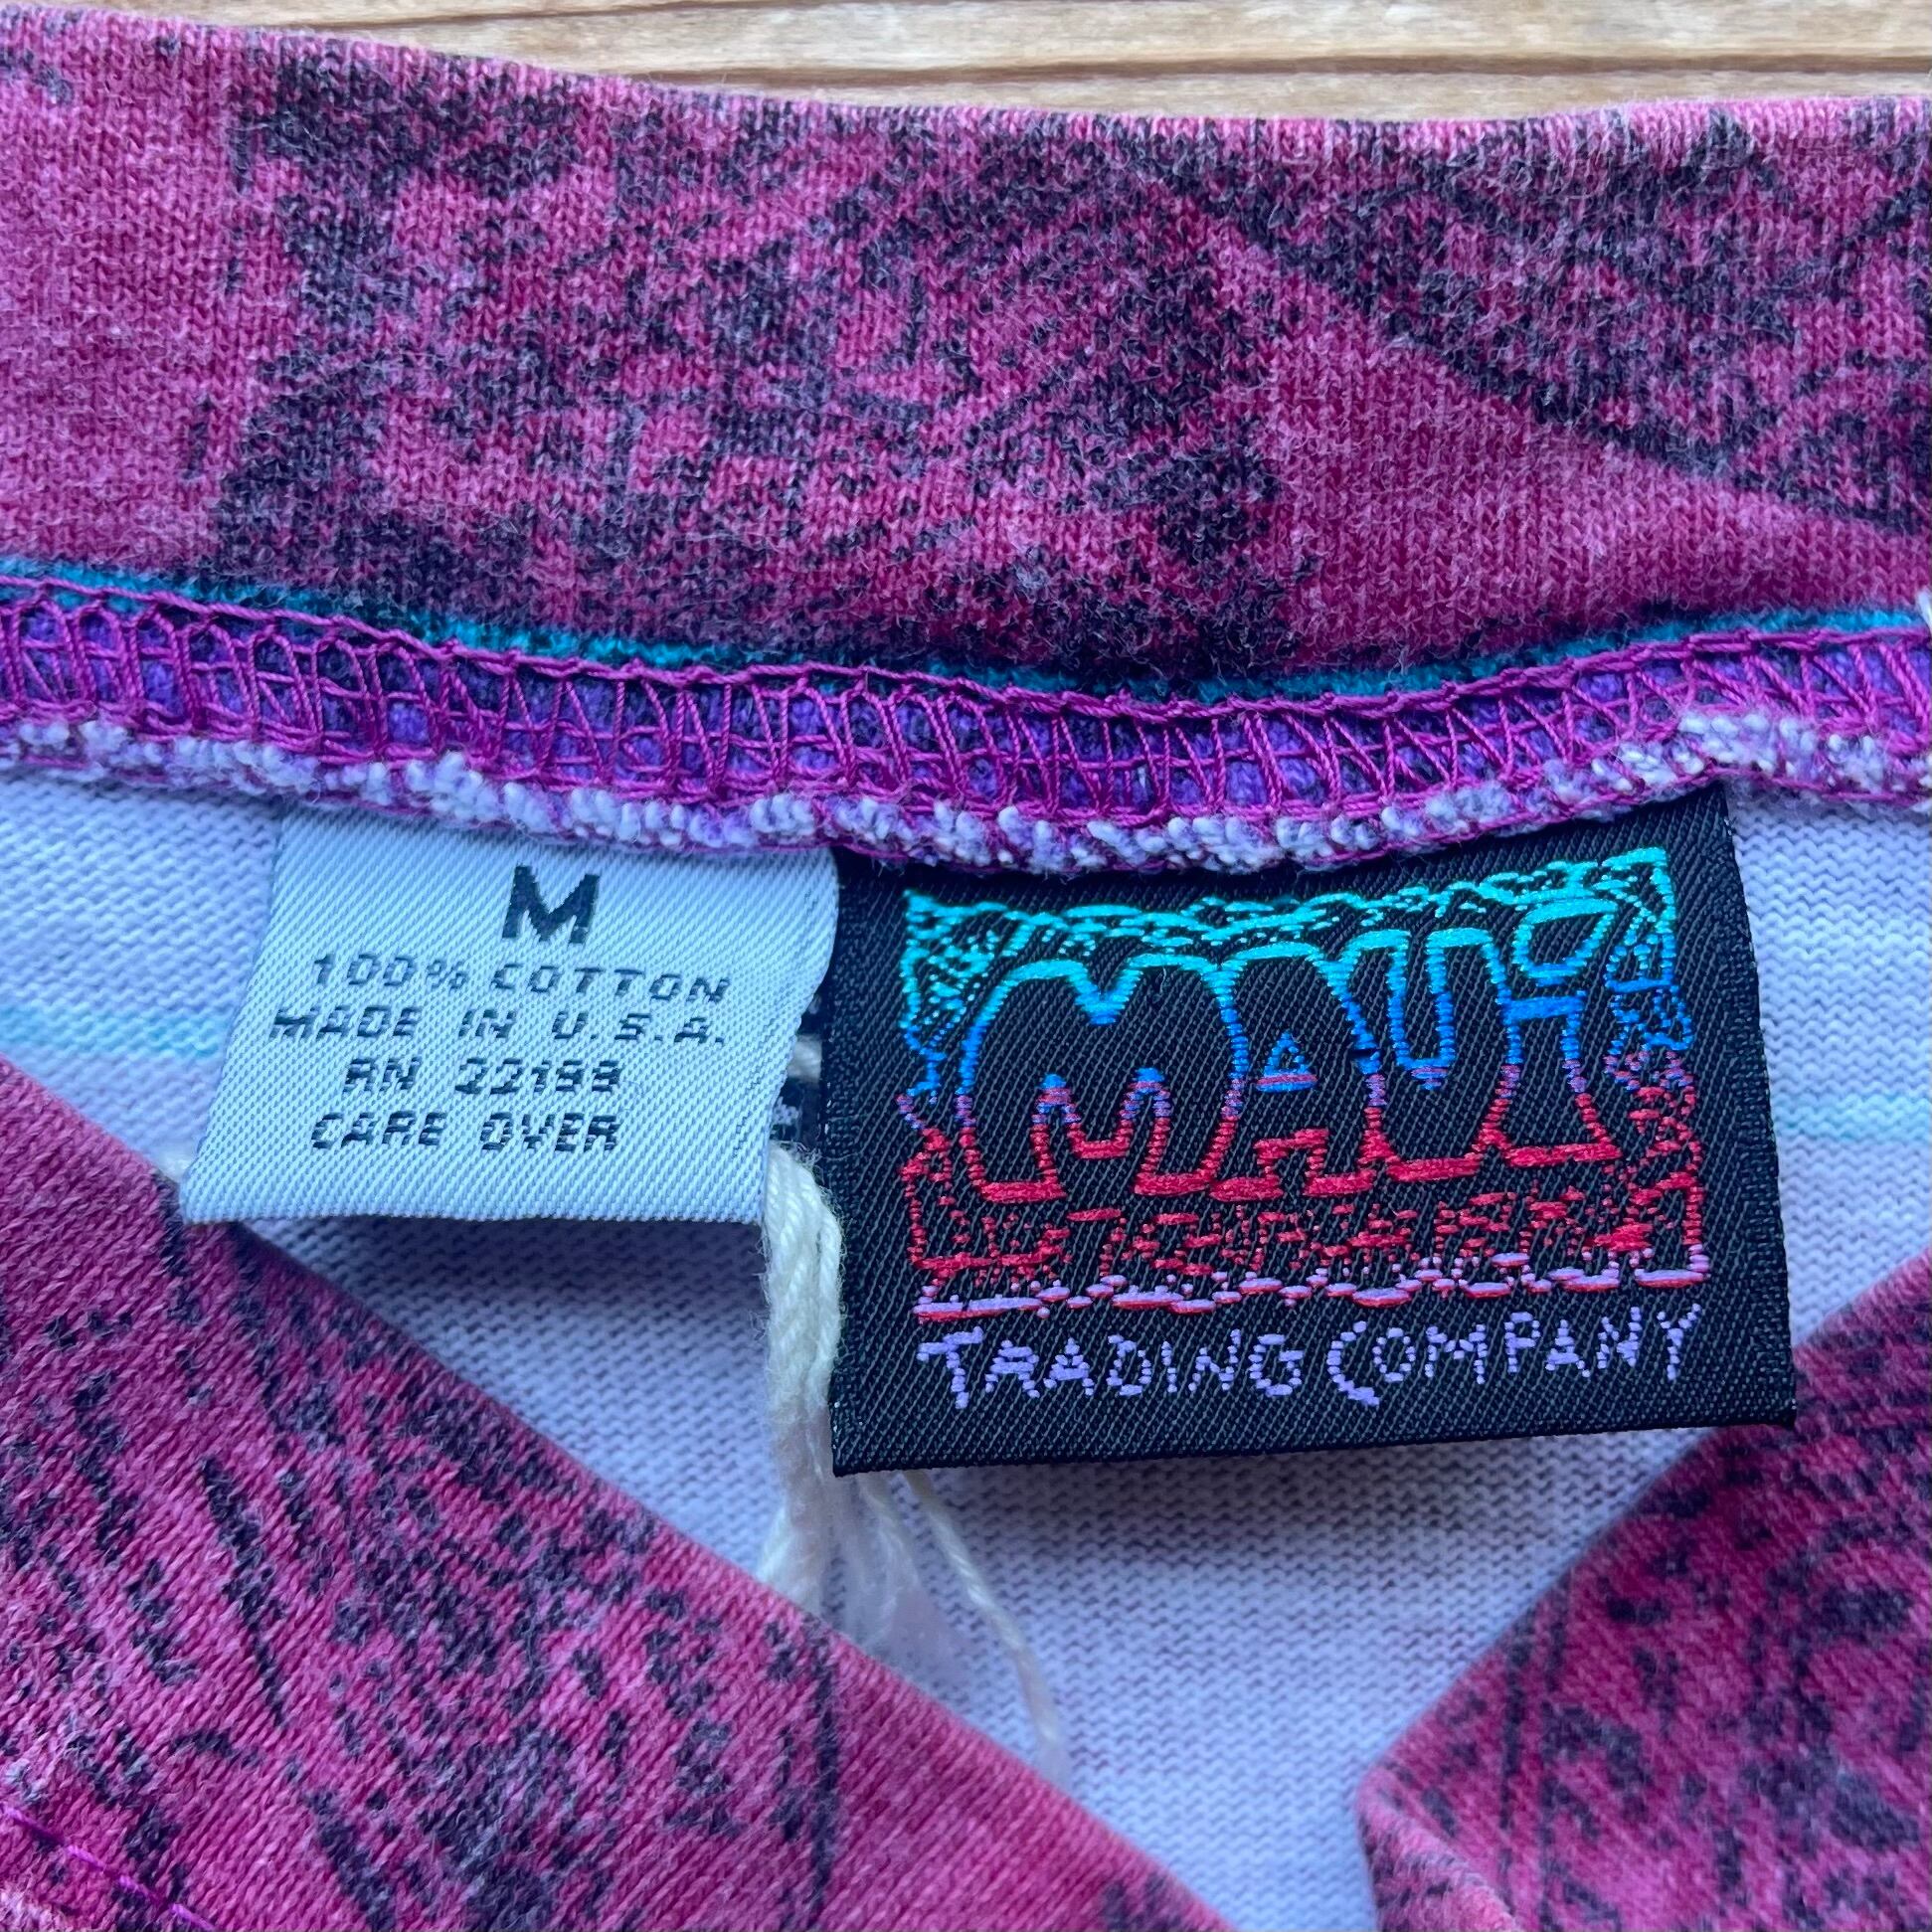 M
100% COTTON
MADE IN U.S.A.
RN 22199
CARE OVER
MAUI
TRADING COMPANY